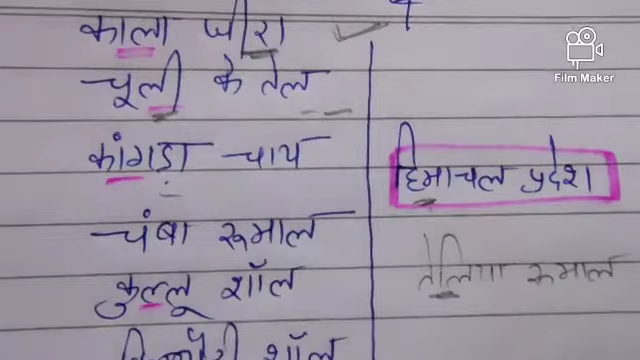 काला जीरा
चूली के तेल
कांगडा चाय
हिमाचल प्रदेश
चंबा रूमाल
तेलिया रूमाल
कुल्लू शॉल
शॉल
Film Maker